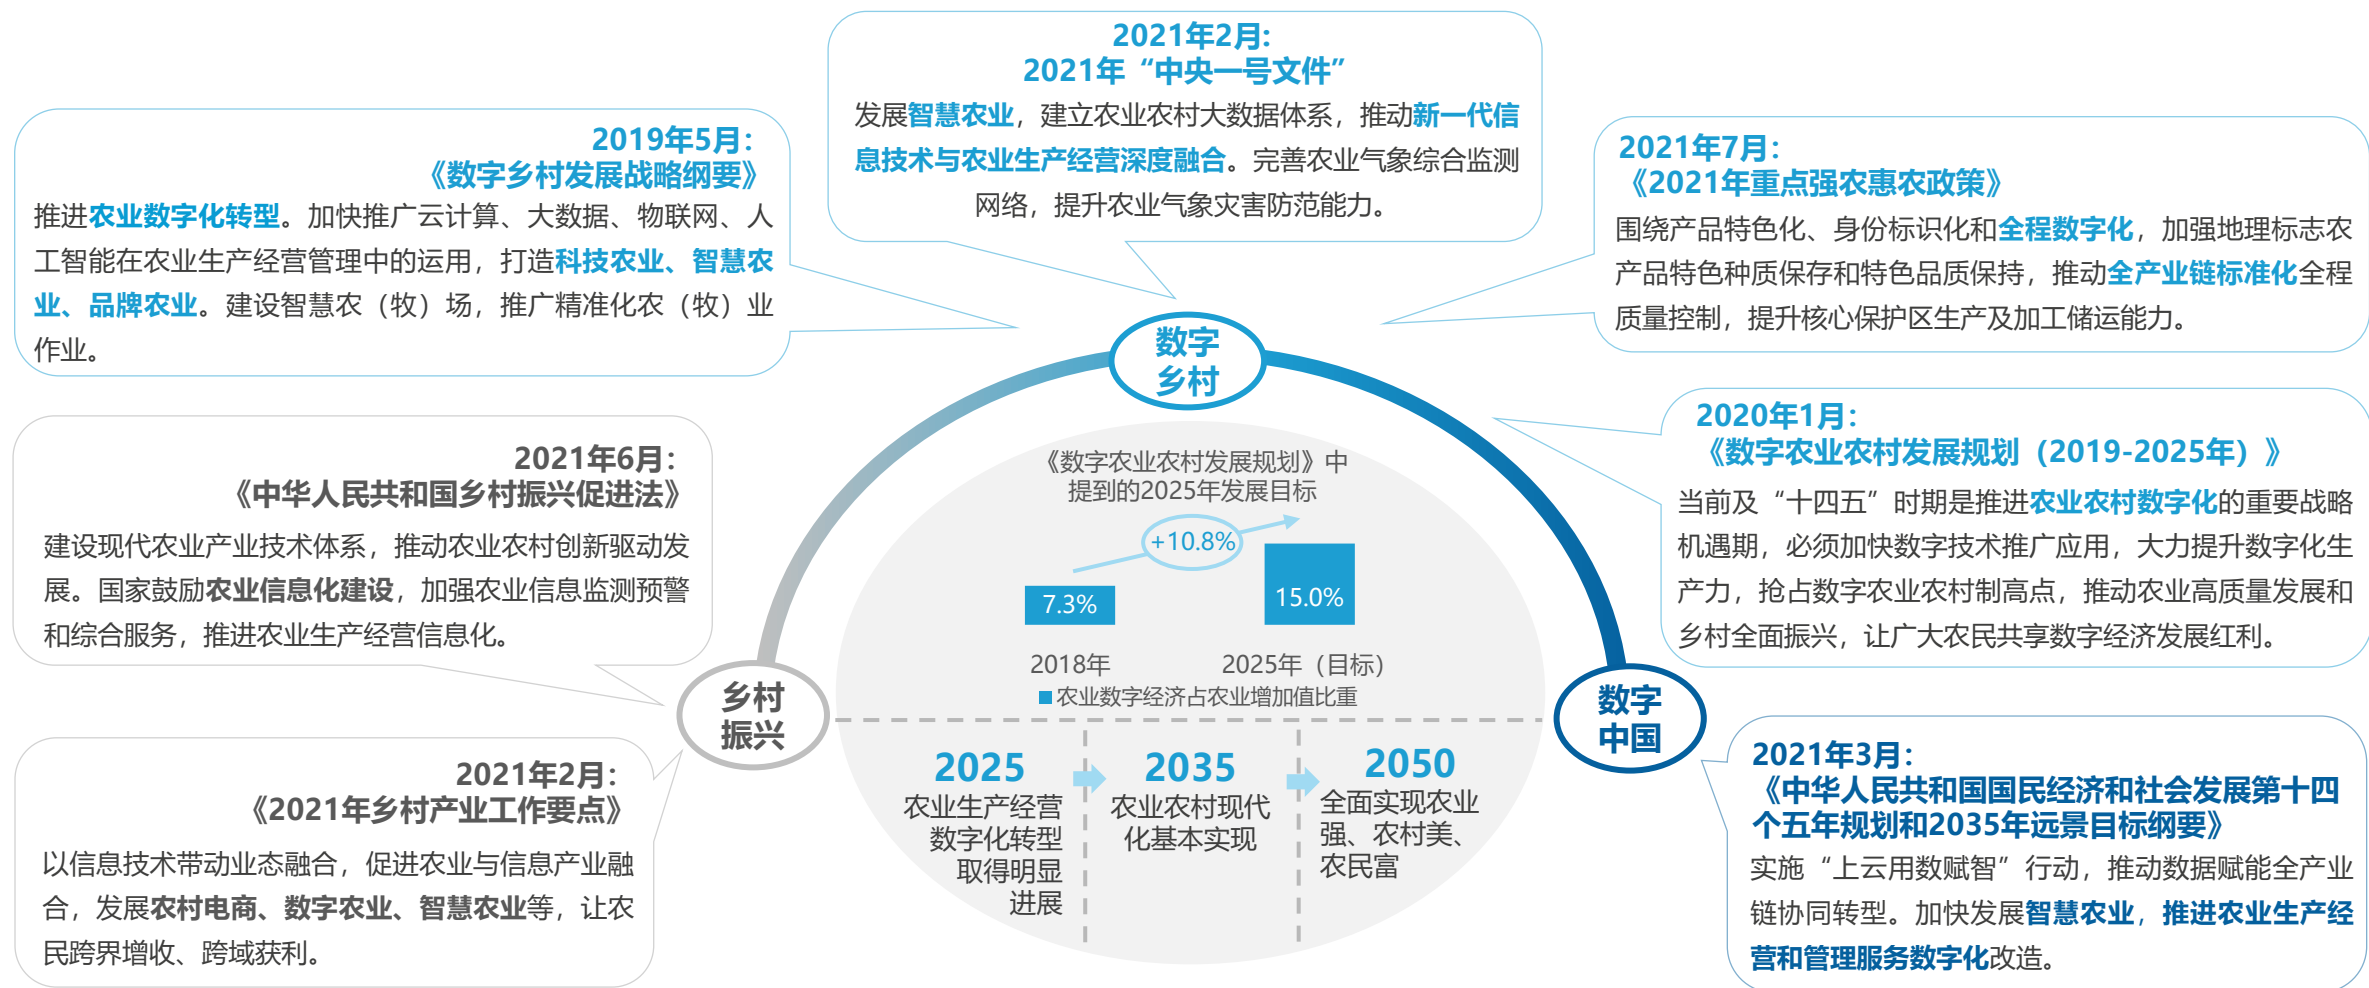 2021年2月:
2021年“中央一号文件”
发展智慧农业，建立农业农村大数据体系，推动新一代信
息技术与农业生产经营深度融合。完善农业气象综合监测
网络，提升农业气象灾害防范能力。
2019年5月：
《数字乡村发展战略纲要》
推进农业数字化转型。加快推广云计算、大数据、物联网、人
工智能在农业生产经营管理中的运用，打造科技农业、智慧农
业、品牌农业。建设智慧农（牧）场，推广精准化农（牧）业
作业。
2021年7月：
《2021年重点强农惠农政策》
围绕产品特色化、身份标识化和全程数字化，加强地理标志农
产品特色种质保存和特色品质保持，推动全产业链标准化全程
质量控制，提升核心保护区生产及加工储运能力。
数字
乡村
2021年6月：
《中华人民共和国乡村振兴促进法》
建设现代农业产业技术体系，推动农业农村创新驱动发
展。国家鼓励农业信息化建设，加强农业信息监测预警
和综合服务，推进农业生产经营信息化。
2020年1月：
《数字农业农村发展规划（2019-2025年）》
当前及“十四五”时期是推进农业农村数字化的重要战略
机遇期，必须加快数字技术推广应用，大力提升数字化生
产力，抢占数字农业农村制高点，推动农业高质量发展和
乡村全面振兴，让广大农民共享数字经济发展红利。
《数字农业农村发展规划》中
提到的2025年发展目标
+10.8%
7.3%
15.0%
2018年
2025年（目标）
农业数字经济占农业增加值比重
乡村
振兴
数字
中国
2021年2月：
《2021年乡村产业工作要点》
以信息技术带动业态融合，促进农业与信息产业融
合，发展农村电商、数字农业、智慧农业等，让农
民跨界增收、跨域获利。
2025
农业生产经营
数字化转型
取得明显
进展
2035
农业农村现代
化基本实现
2050
全面实现农业
强、农村美、
农民富
2021年3月：
《中华人民共和国国民经济和社会发展第十四
个五年规划和2035年远景目标纲要》
实施“上云用数赋智”行动，推动数据赋能全产业
链协同转型。加快发展智慧农业，推进农业生产经
营和管理服务数字化改造。